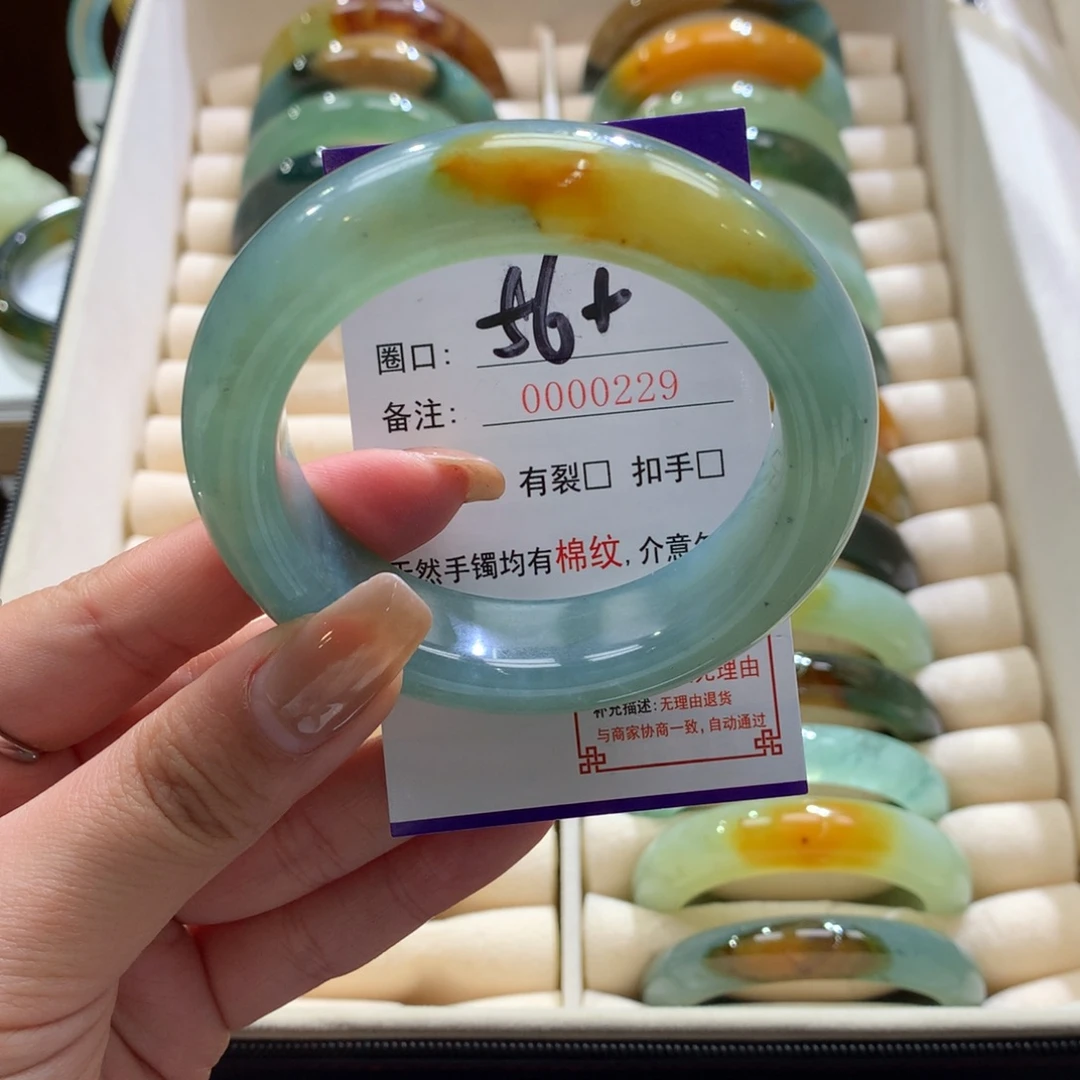 圈口: 56+
备注: 0000229
有裂□ 扣手□
天然手镯均有棉纹, 介意
无理由
补充描述: 无理由退货
与商家协商一致, 自动通过